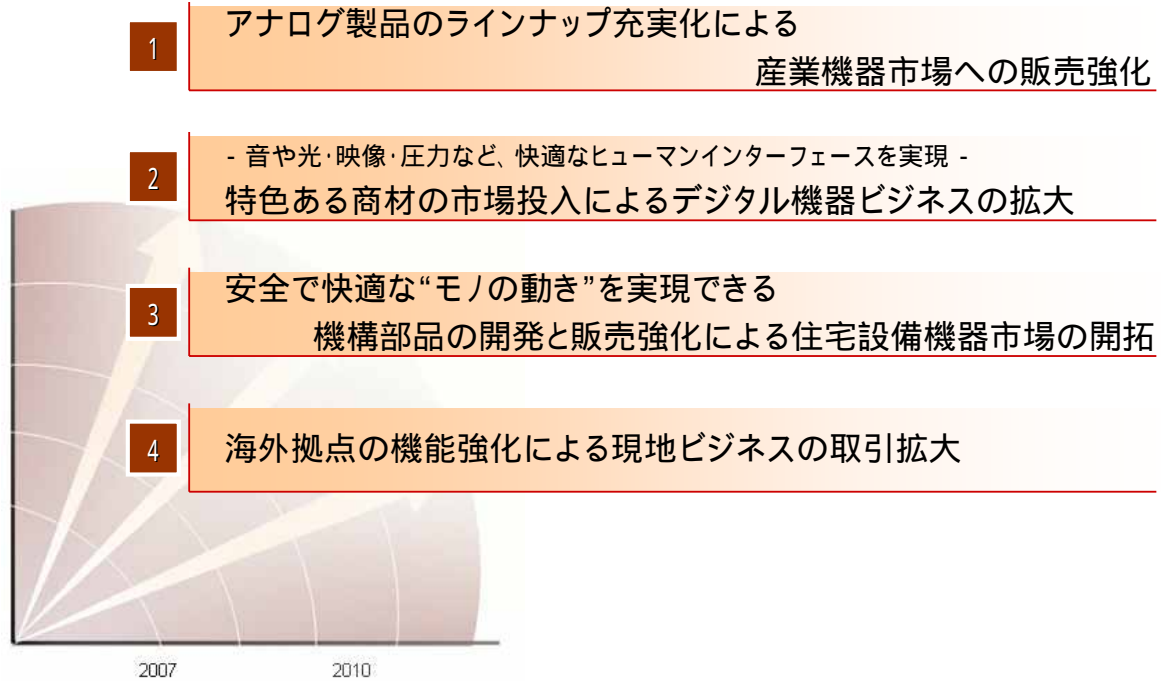 1
アナログ製品のラインナップ充実化による
産業機器市場への販売強化
2
- 音や光･映像･圧力など、快適なヒューマンインターフェースを実現 -
特色ある商材の市場投入によるデジタル機器ビジネスの拡大
3
安全で快適な“モノの動き”を実現できる
機構部品の開発と販売強化による住宅設備機器市場の開拓
4
海外拠点の機能強化による現地ビジネスの取引拡大
2007 2010